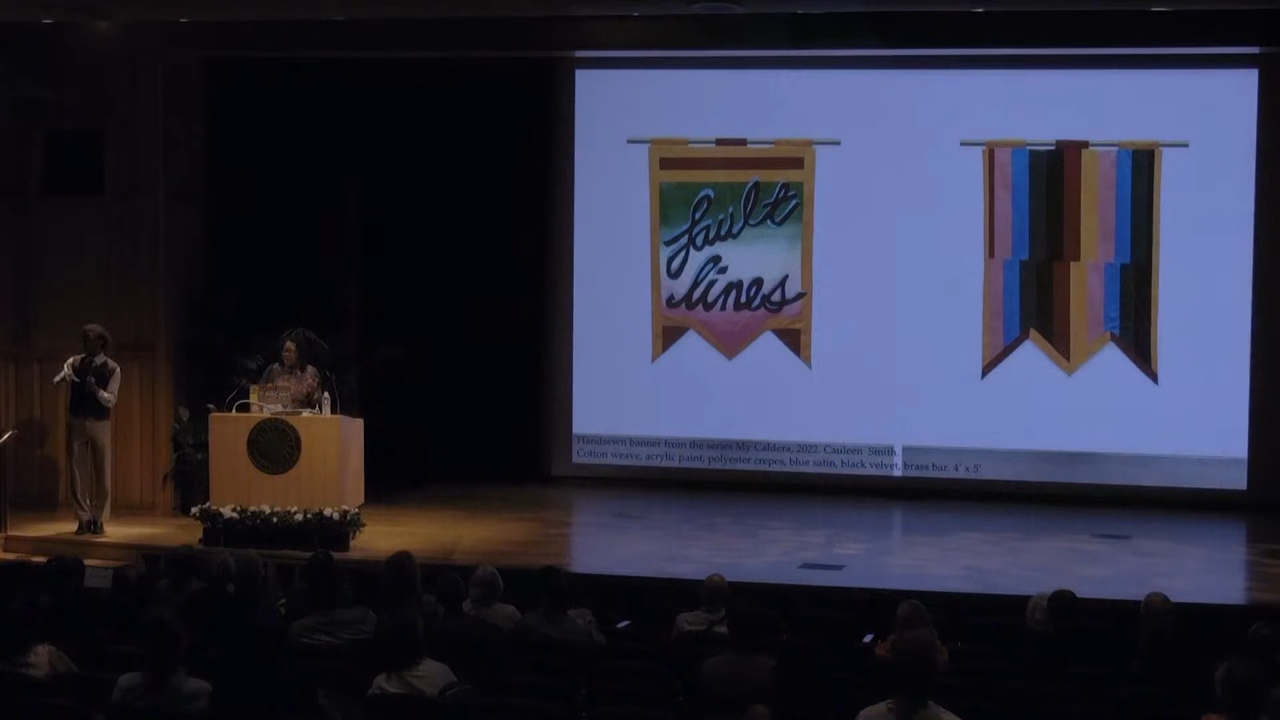 fault
lines
Handsewn banner from the series My Caldera, 2022. Cauleen Smith.
Cotton weave, acrylic paint, polyester crepes, blue satin, black velvet, brass bar. 4' x 5'